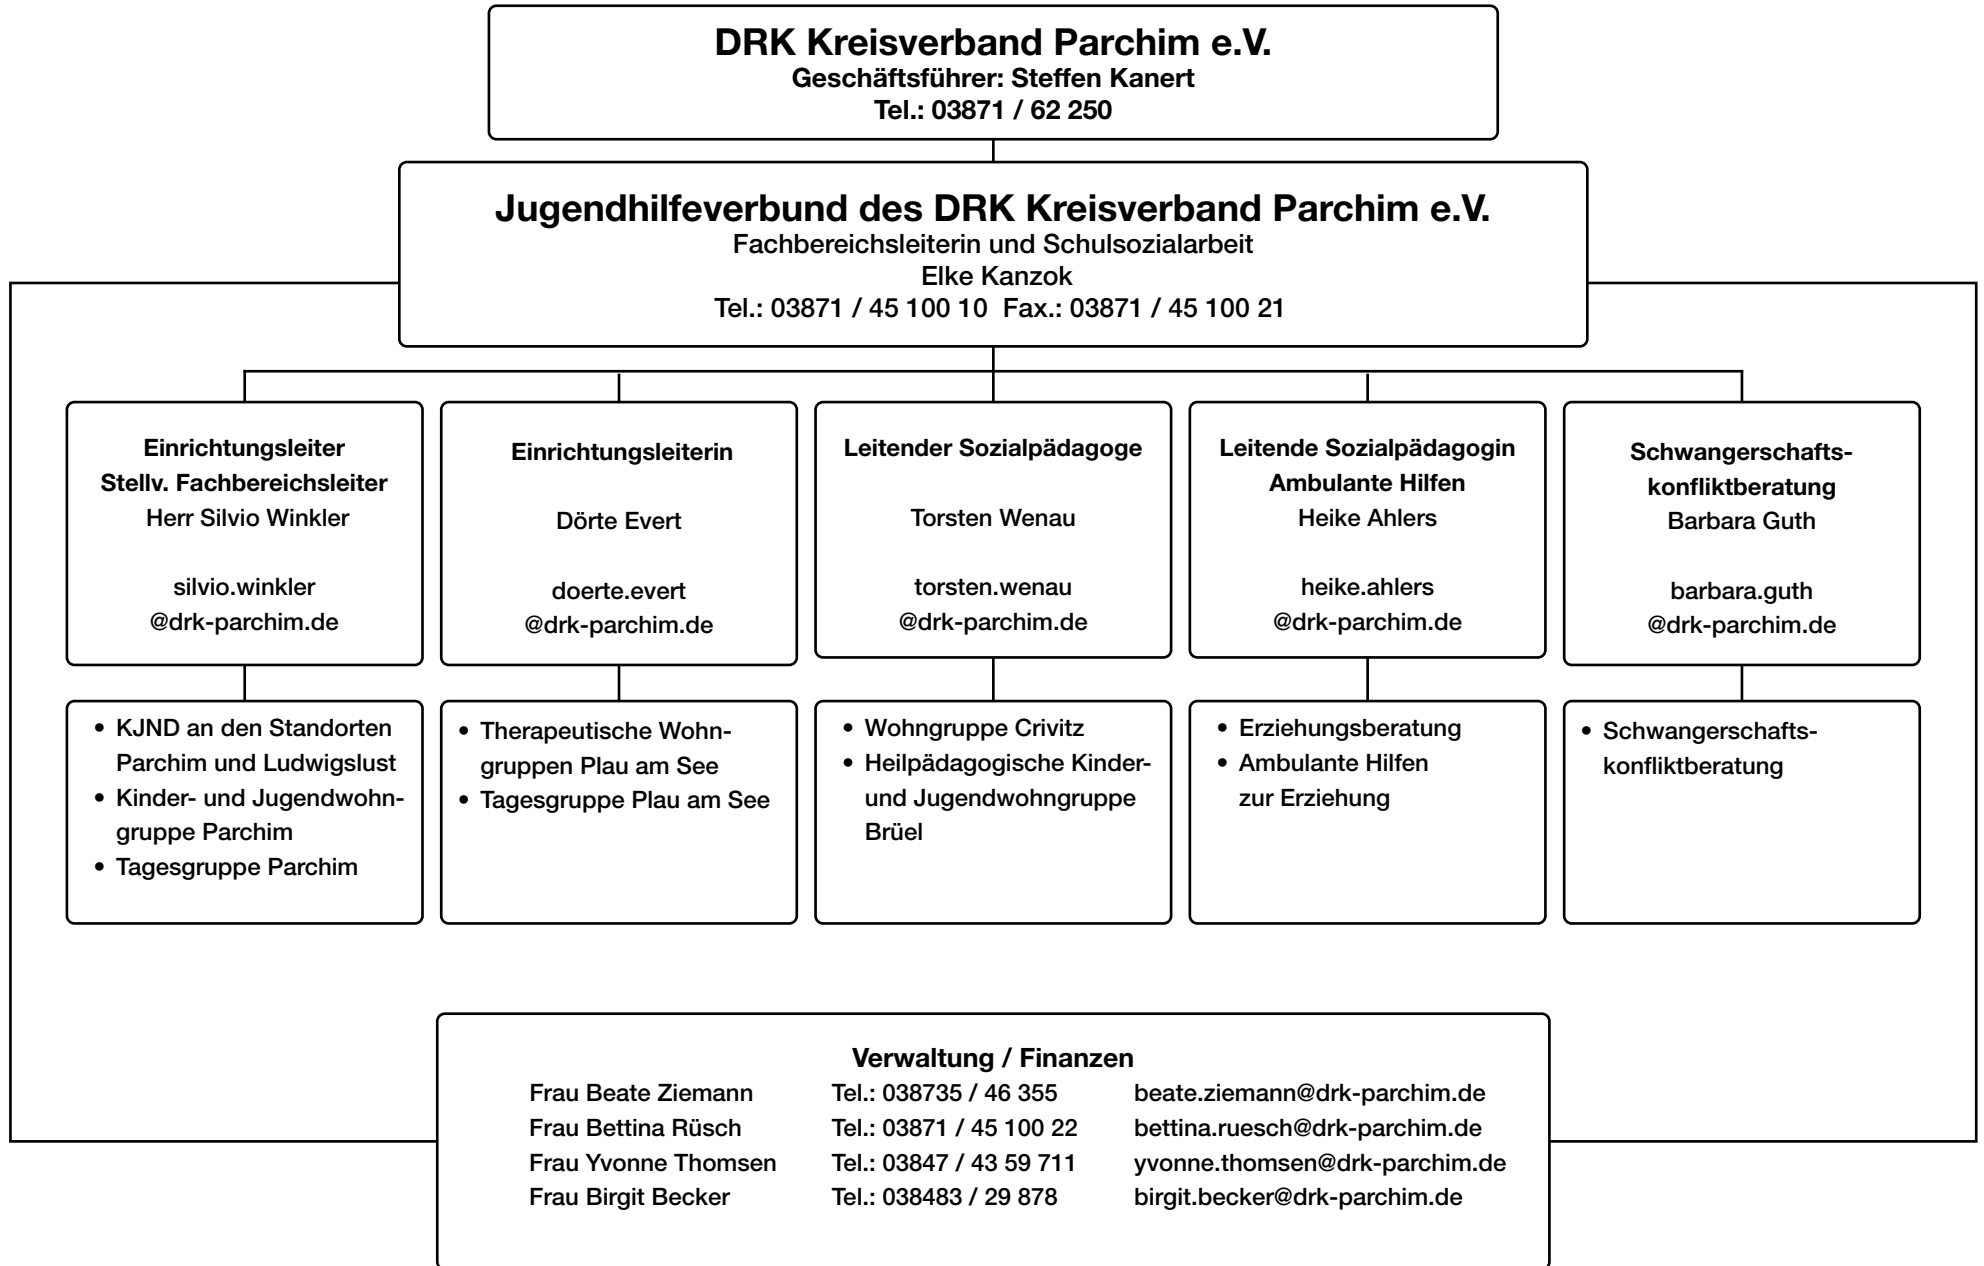 DRK Kreisverband Parchim e.V.
Geschäftsführer: Steffen Kanert
Tel.: 03871 / 62 250
Jugendhilfeverbund des DRK Kreisverband Parchim e.V.
Fachbereichsleiterin und Schulsozialarbeit
Elke Kanzok
Tel.: 03871 / 45 100 10 Fax.: 03871 / 45 100 21
Einrichtungsleiter
Stellv. Fachbereichsleiter
Herr Silvio Winkler
silvio.winkler
@drk-parchim.de
Einrichtungsleiterin
Dörte Evert
doerte.evert
@drk-parchim.de
Leitender Sozialpädagoge
Torsten Wenau
torsten.wenau
@drk-parchim.de
Leitende Sozialpädagogin
Ambulante Hilfen
Heike Ahlers
heike.ahlers
@drk-parchim.de
Schwangerschafts-
konfliktberatung
Barbara Guth
barbara.guth
@drk-parchim.de
• KJND an den Standorten
Parchim und Ludwigslust
• Kinder- und Jugendwohn-
gruppe Parchim
• Tagesgruppe Parchim
• Therapeutische Wohn-
gruppen Plau am See
• Tagesgruppe Plau am See
• Wohngruppe Crivitz
• Heilpädagogische Kinder-
und Jugendwohngruppe
Brüel
• Erziehungsberatung
• Ambulante Hilfen
zur Erziehung
• Schwangerschafts-
konfliktberatung
Verwaltung / Finanzen
Frau Beate Ziemann Tel.: 038735 / 46 355 beate.ziemann@drk-parchim.de
Frau Bettina Rüsch Tel.: 03871 / 45 100 22 bettina.ruesch@drk-parchim.de
Frau Yvonne Thomsen Tel.: 03847 / 43 59 711 yvonne.thomsen@drk-parchim.de
Frau Birgit Becker Tel.: 038483 / 29 878 birgit.becker@drk-parchim.de